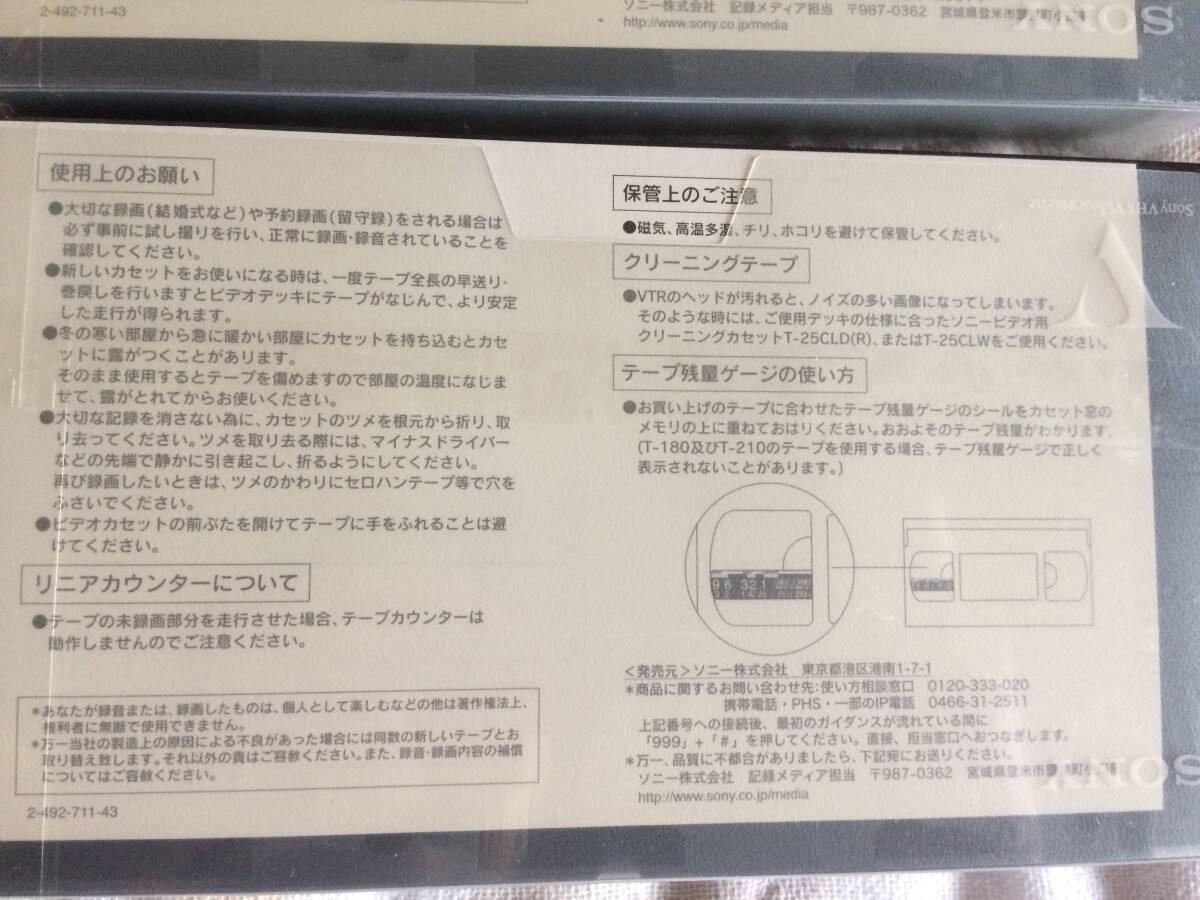 2-492-711-43
ソニー株式会社 記録メディア担当 〒987-0362 宮城県登米市
http://www.sony.co.jp/media
SONY
使用上のお願い
●大切な録画(結婚式など)や予約録画(留守録)をされる場合は
必ず事前に試し撮りを行い、正常に録画・録音されていることを
確認してください。
●新しいカセットをお使いになる時は、一度テープ全長の早送り・
巻戻しを行いますとビデオデッキにテープがなじんで、より安定
した走行が得られます。
●冬の寒い部屋から急に暖かい部屋にカセットを持ち込むとカセ
ットに露がつくことがあります。
そのまま使用するとテープを傷めますので部屋の温度になじま
せて、露がとれてからお使いください。
●大切な記録を消さない為に、カセットのツメを根元から折り、取
り去ってください。ツメを取り去る際には、マイナスドライバー
などの先端で静かに引き起こし、折るようにしてください。
再び録画したいときは、ツメのかわりにセロハンテープ等で穴を
ふさいでください。
●ビデオカセットの前ぶたを開けてテープに手をふれることは避
けてください。
リニアカウンターについて
●テープの未録画部分を走行させた場合、テープカウンターは
動作しませんのでご注意ください。
*あなたが録音または、録画したものは、個人として楽しむなどの他は著作権法上、
権利者に無断で使用できません。
*万一当社の製造上の原因による不良があった場合には同数の新しいテープとお
取り替え致します。それ以外の責はご容赦ください。また、録音・録画内容の補償
についてはご容赦ください。
2-492-711-43
保管上のご注意
●磁気、高温多湿、チリ、ホコリを避けて保管してください。
クリーニングテープ
●VTRのヘッドが汚れると、ノイズの多い画像になってしまいます。
そのような時には、ご使用デッキの仕様に合ったソニービデオ用
クリーニングカセットT-25CLD(R)、またはT-25CLWをご使用ください。
テープ残量ゲージの使い方
●お買い上げのテープに合わせたテープ残量ゲージのシールをカセット窓の
メモリの上に重ねておはりください。おおよそのテープ残量がわかります。
(T-180及びT-210のテープを使用する場合、テープ残量ゲージで正しく
表示されないことがあります。)
9 6 32 1
<発売元>ソニー株式会社 東京都港区港南1-7-1
*商品に関するお問い合わせ先:使い方相談窓口 0120-333-020
携帯電話・PHS・一部のIP電話 0466-31-2511
上記番号への接続後、最初のガイダンスが流れている間に
「999」+「#」を押してください。直接、担当窓口へおつなぎします。
*万一、品質に不都合がありましたら、下記宛にお送りください。
ソニー株式会社 記録メディア担当 〒987-0362 宮城県登米市
http://www.sony.co.jp/media
Sony VHS Videocassette
V
SONY